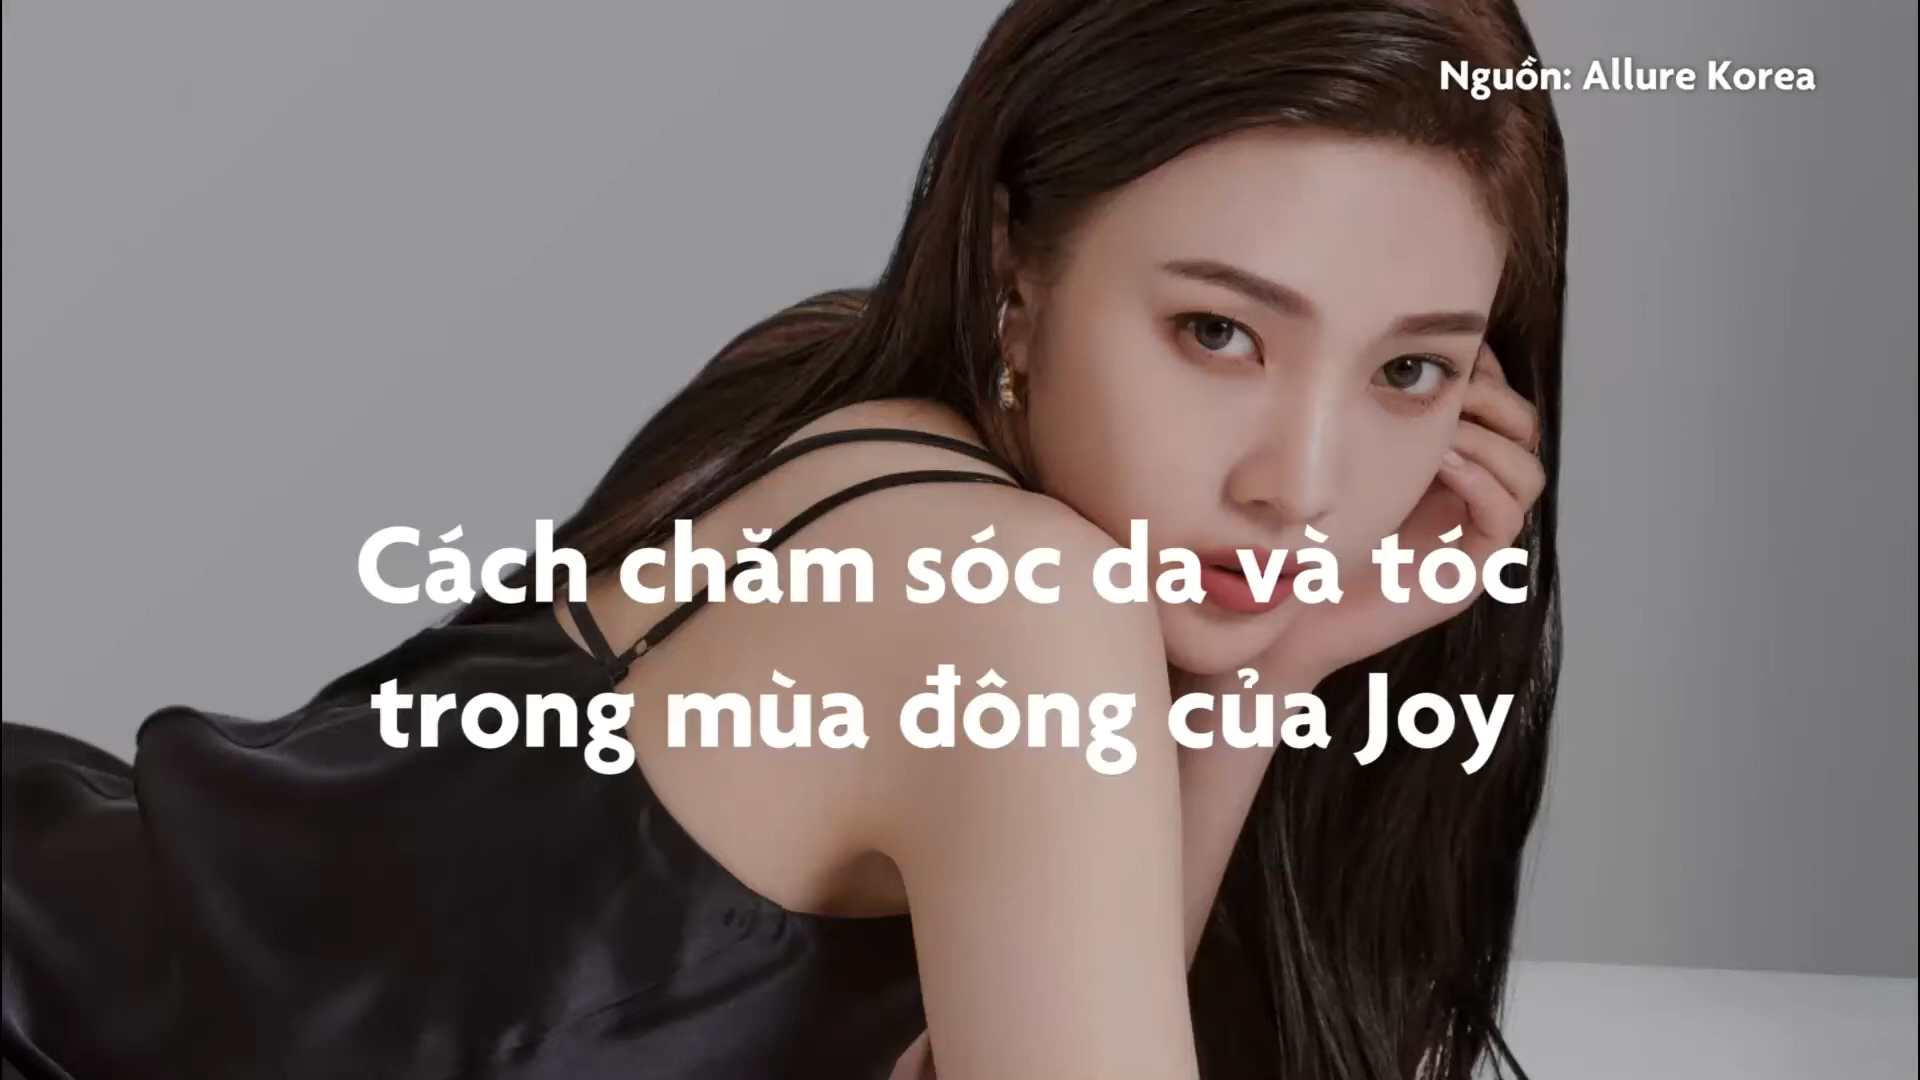 Nguồn: Allure Korea
Cách chăm sóc da và tóc
trong mùa đông của Joy